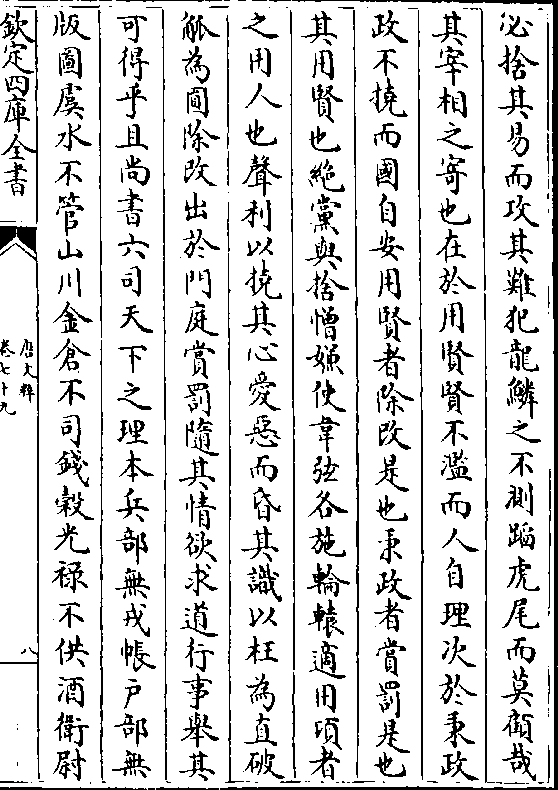 必捨其易而攻其難犯龍鱗之不測蹈虎尾而莫顧哉
其宰相之寄也在於用賢賢不濫而人自理次於秉政
政不撓而國自安用賢者除改是也秉政者賞罰是也
其用賢也絶黨與捨憎嫌使韋弦各施輪轅適用頃者
之用人也聲利以撓其心愛惡而昏其識以枉為直破
觚為圓除改出於門庭賞罰隨其情欲求道行事舉其
可得乎且尚書六司天下之理本兵部無戎帳户部無
版圖虞水不管山川金倉不司錢穀光禄不供酒衛尉
欽定四庫全書
唐文粹
卷七十九
八